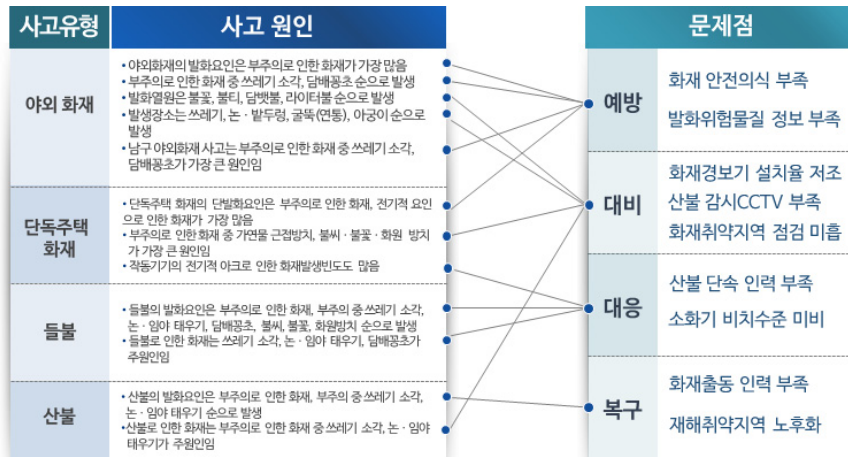 사고유형
사고 원인
야외 화재
• 야외화재의 발화요인은 부주의로 인한 화재가 가장 많음
• 부주의로 인한 화재 중 쓰레기 소각, 담배꽁초 순으로 발생
• 발화열원은 불꽃, 불티, 담뱃불, 라이터불 순으로 발생
• 발생장소는 쓰레기, 논 · 밭두렁, 굴뚝(연통), 아궁이 순으로
발생
• 남구 야외화재 사고는 부주의로 인한 화재 중 쓰레기 소각,
담배꽁초가 가장 큰 원인임
단독주택
화재
• 단독주택 화재의 단발화요인은 부주의로 인한 화재, 전기적 요인
으로 인한 화재가 가장 많음
• 부주의로 인한 화재 중 가연물 근접방치, 불씨 · 불꽃 · 화원 방치
가 가장 큰 원인임
• 작동기기의 전기적 아크로 인한 화재발생빈도도 많음
들불
• 들불의 발화요인은 부주의로 인한 화재, 부주의 중 쓰레기 소각,
논 · 임야 태우기, 담배꽁초, 불씨, 불꽃, 화원방치 순으로 발생
• 들불로 인한 화재는 쓰레기 소각, 논 · 임야 태우기, 담배꽁초가
주원인임
산불
• 산불의 발화요인은 부주의로 인한 화재, 부주의 중 쓰레기 소각,
논 · 임야 태우기 순으로 발생
• 산불로 인한 화재는 부주의로 인한 화재 중 쓰레기 소각, 논 · 임야
태우기가 주원인임
문제점
예방
화재 안전의식 부족
발화위험물질 정보 부족
대비
화재경보기 설치율 저조
산불 감시CCTV 부족
화재취약지역 점검 미흡
대응
산불 단속 인력 부족
소화기 비치수준 미비
복구
화재출동 인력 부족
재해취약지역 노후화